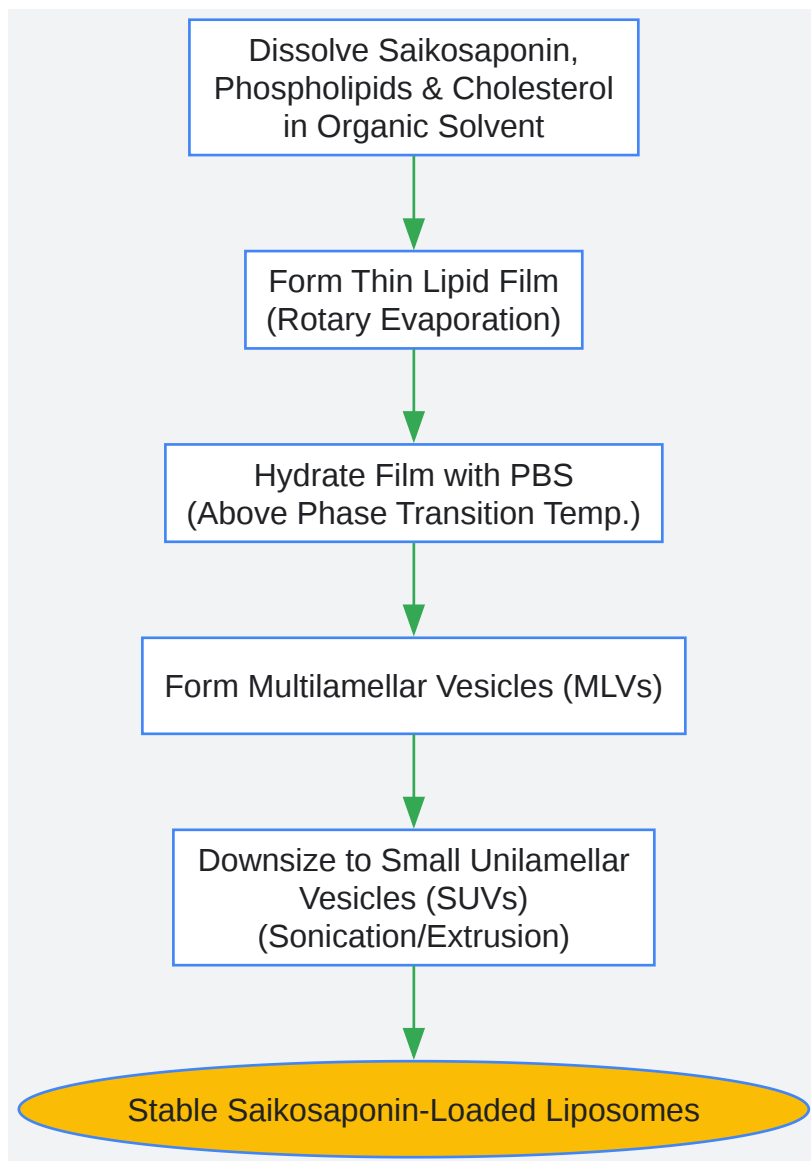 Dissolve Saikosaponin,
Phospholipids & Cholesterol
in Organic Solvent
Form Thin Lipid Film
(Rotary Evaporation)
Hydrate Film with PBS
(Above Phase Transition Temp.)
Form Multilamellar Vesicles (MLVs)
Downsize to Small Unilamellar
Vesicles (SUVs)
(Sonication/Extrusion)
Stable Saikosaponin-Loaded Liposomes